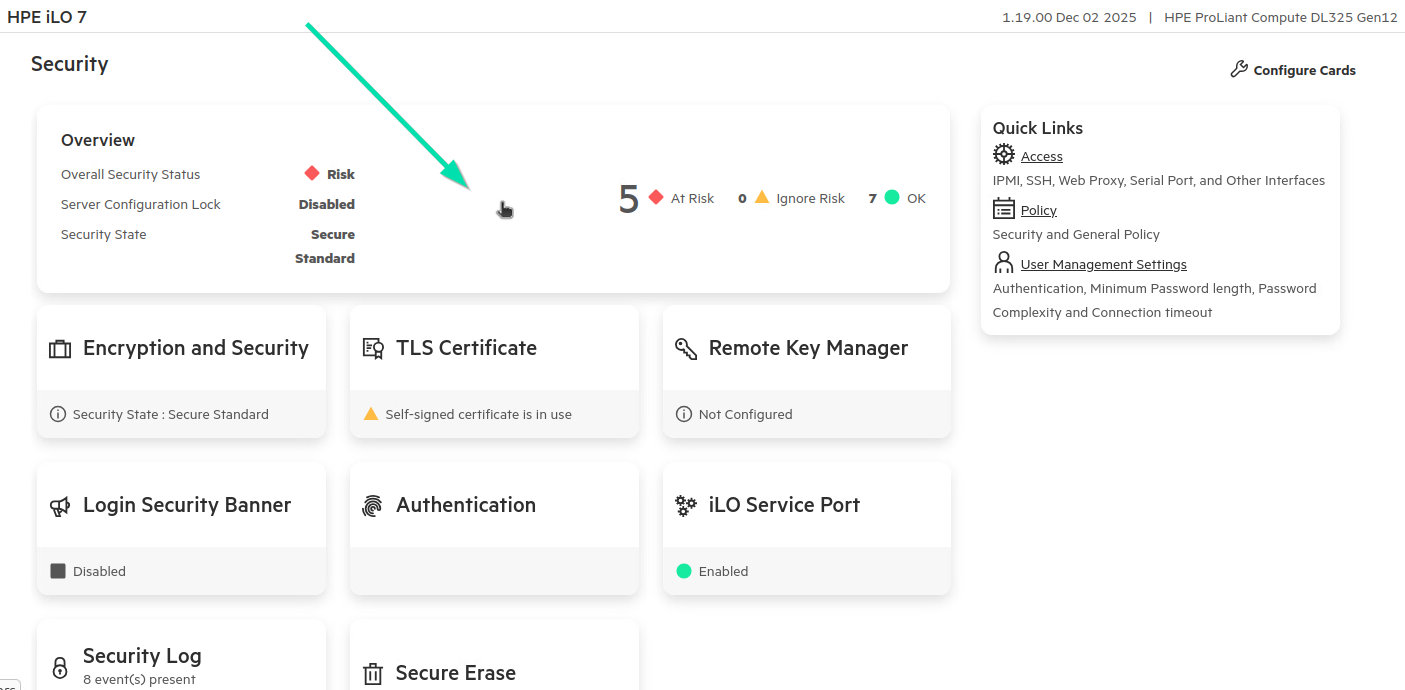 HPE iLO 7
1.19.00 Dec 02 2025 | HPE ProLiant Compute DL325 Gen12
Security
Configure Cards
Overview
Overall Security Status Risk
Server Configuration Lock Disabled
Security State Secure Standard
5 At Risk 0 Ignore Risk 7 OK
Quick Links
Access
IPMI, SSH, Web Proxy, Serial Port, and Other Interfaces
Policy
Security and General Policy
User Management Settings
Authentication, Minimum Password length, Password
Complexity and Connection timeout
Encryption and Security
Security State : Secure Standard
TLS Certificate
Self-signed certificate is in use
Remote Key Manager
Not Configured
Login Security Banner
Disabled
Authentication
iLO Service Port
Enabled
Security Log
8 event(s) present
Secure Erase